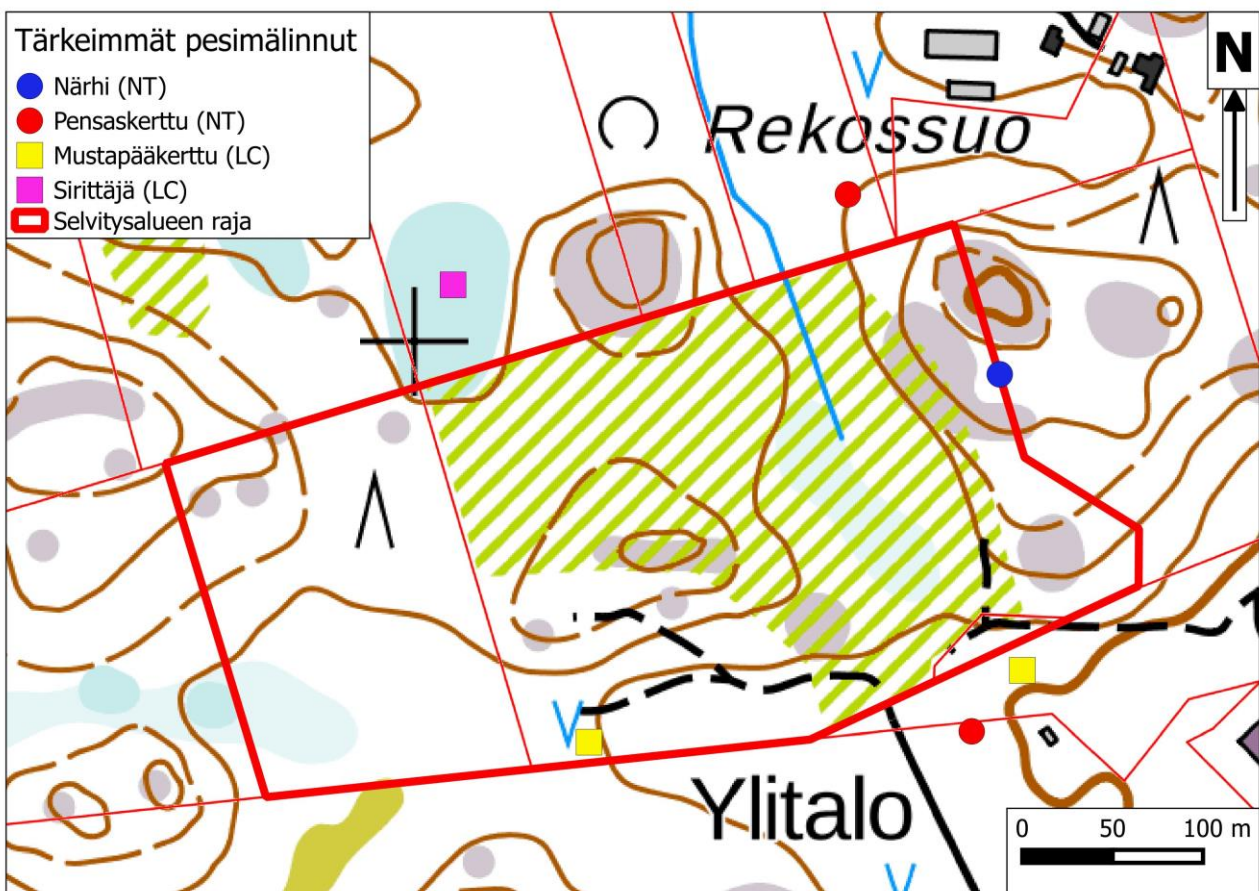 Tärkeimmät pesimälinnut
Närhi (NT)
Pensaskerttu (NT)
Mustapääkerttu (LC)
Sirittäjä (LC)
Selvitysalueen raja
N
Rekossuo
Ylitalo
0 50 100 m